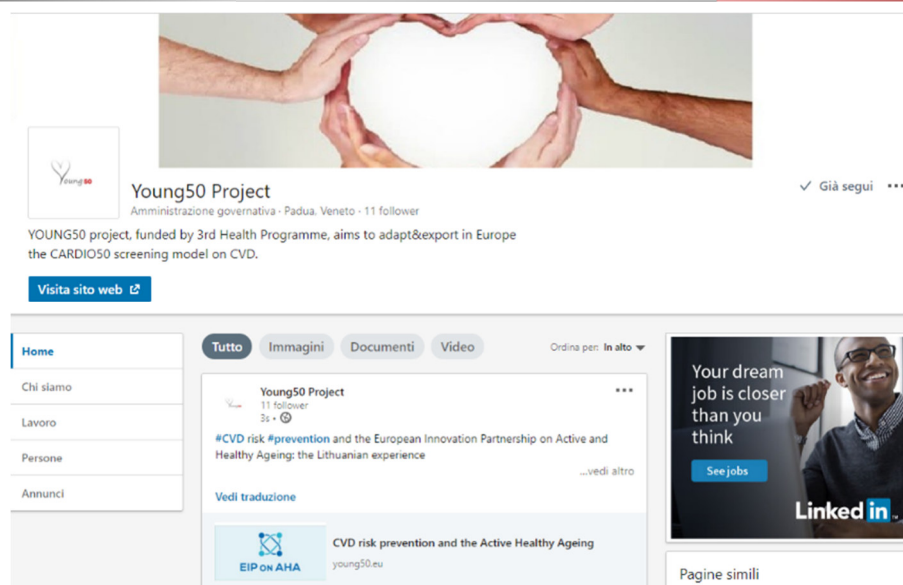 Young50
Young50 Project
Amministrazione governativa · Padua, Veneto · 11 follower
Già segui
YOUNG50 project, funded by 3rd Health Programme, aims to adapt&export in Europe
the CARDIO50 screening model on CVD.
Visita sito web
Home
Chi siamo
Lavoro
Persone
Annunci
Tutto
Immagini
Documenti
Video
Ordina per: In alto
Young50 Project
11 follower
3s •
#CVD risk #prevention and the European Innovation Partnership on Active and
Healthy Ageing: the Lithuanian experience
...vedi altro
Vedi traduzione
EIP ON AHA
CVD risk prevention and the Active Healthy Ageing
young50.eu
Your dream
job is closer
than you
think
See jobs
Linked in
Pagine simili